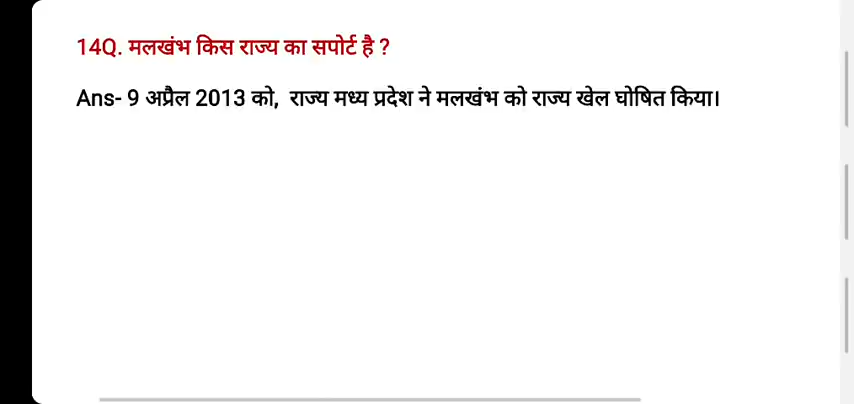 14Q. मलखंभ किस राज्य का सपोर्ट है ?
Ans- 9 अप्रैल 2013 को, राज्य मध्य प्रदेश ने मलखंभ को राज्य खेल घोषित किया।